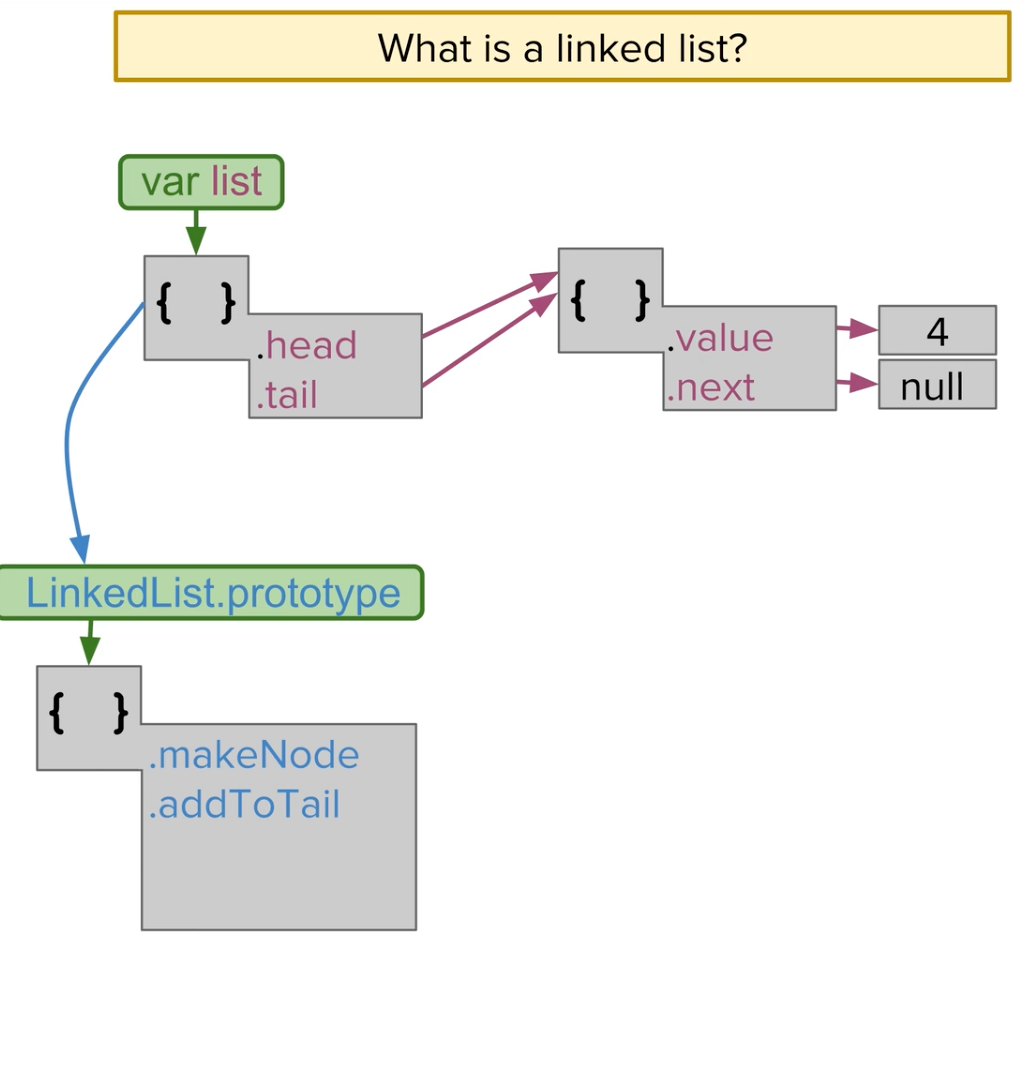 What is a linked list?
var list
{ }
.head
.tail
{ }
.value
.next
4
null
LinkedList.prototype
{ }
.makeNode
.addToTail